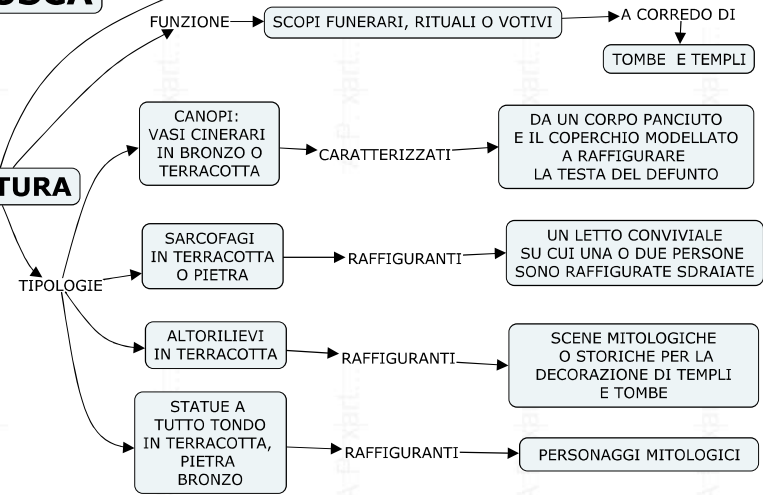 FUNZIONE
SCOPI FUNERARI, RITUALI O VOTIVI
A CORREDO DI
TOMBE E TEMPLI
CANOPI:
VASI CINERARI
IN BRONZO O
TERRACOTTA
CARATTERIZZATI
DA UN CORPO PANCIUTO
E IL COPERCHIO MODELLATO
A RAFFIGURARE
LA TESTA DEL DEFUNTO
TURA
TIPOLOGIE
SARCOFAGI
IN TERRACOTTA
O PIETRA
RAFFIGURANTI
UN LETTO CONVIVIALE
SU CUI UNA O DUE PERSONE
SONO RAFFIGURATE SDRAIATE
ALTORILIEVI
IN TERRACOTTA
RAFFIGURANTI
SCENE MITOLOGICHE
O STORICHE PER LA
DECORAZIONE DI TEMPLI
E TOMBE
STATUE A
TUTTO TONDO
IN TERRACOTTA,
PIETRA
BRONZO
RAFFIGURANTI
PERSONAGGI MITOLOGICI